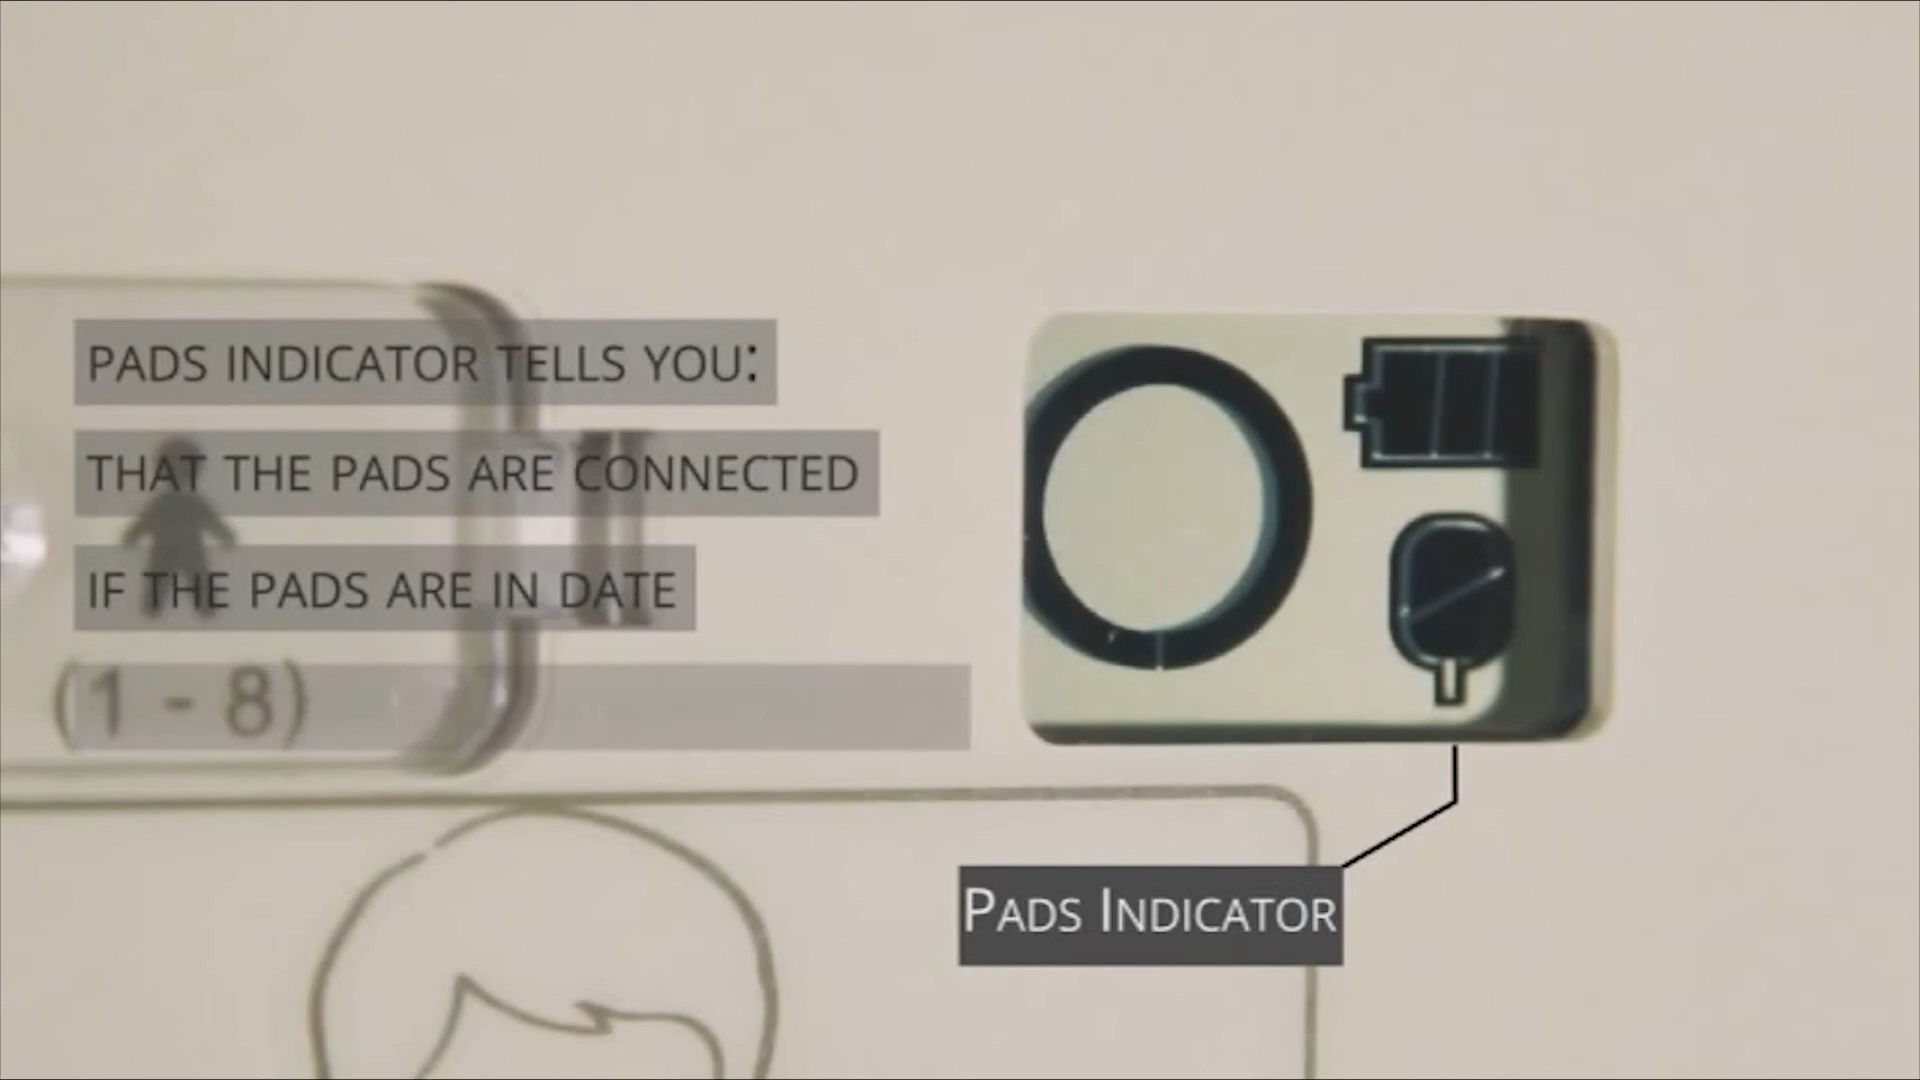 PADS INDICATOR TELLS YOU:
THAT THE PADS ARE CONNECTED
IF THE PADS ARE IN DATE
(1 - 8)
PADS INDICATOR